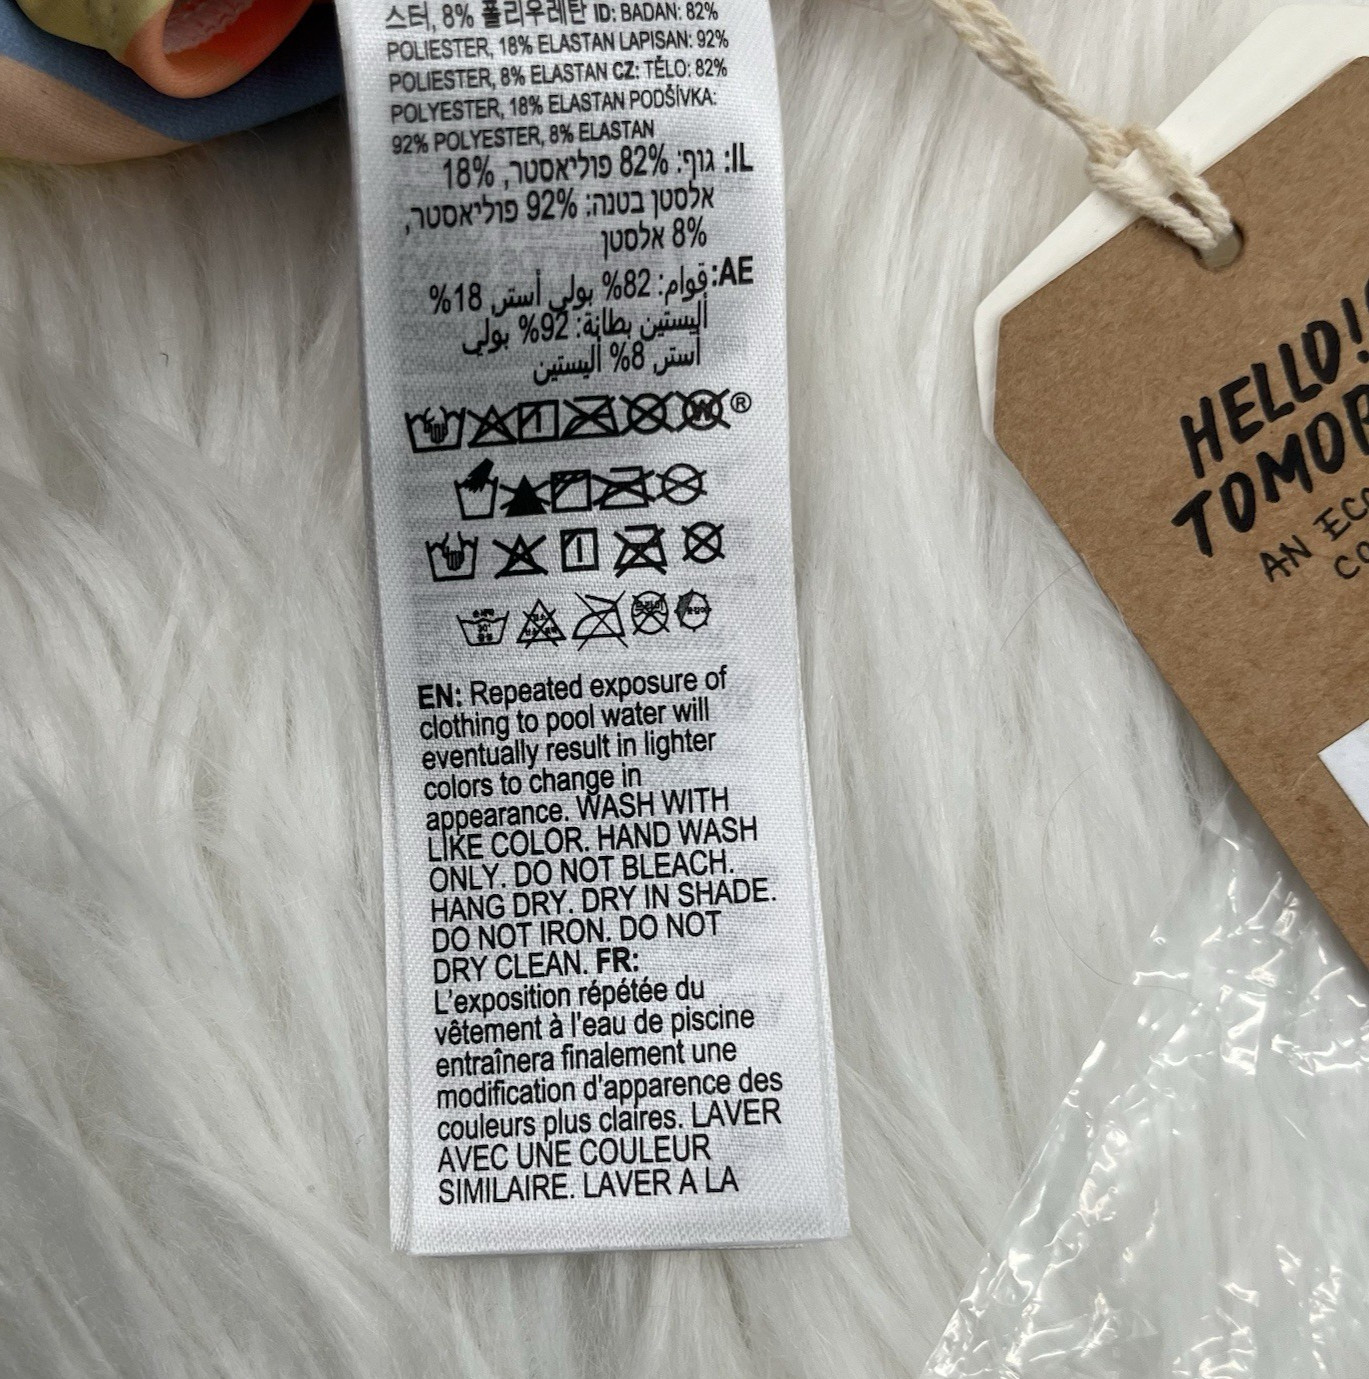 스터, 8% 폴리우레탄 ID: BADAN: 82%
POLIESTER, 18% ELASTAN LAPISAN: 92%
POLIESTER, 8% ELASTAN CZ: TĚLO: 82%
POLYESTER, 18% ELASTAN PODŠÍVKA:
92% POLYESTER, 8% ELASTAN
IL: גוף: 82% פוליאסטר, 18%
אלסטן בטנה: 92% פוליאסטר,
8% אלסטן
AE: قوام: 82% بولي أستر 18%
اليستين بطانة: 92% بولي
أستر 8% اليستين
W ®
EN: Repeated exposure of
clothing to pool water will
eventually result in lighter
colors to change in
appearance. WASH WITH
LIKE COLOR. HAND WASH
ONLY. DO NOT BLEACH.
HANG DRY. DRY IN SHADE.
DO NOT IRON. DO NOT
DRY CLEAN. FR:
L'exposition répétée du
vêtement à l'eau de piscine
entraînera finalement une
modification d'apparence des
couleurs plus claires. LAVER
AVEC UNE COULEUR
SIMILAIRE. LAVER A LA
HELLO!
TOMOR
AN EC
CO